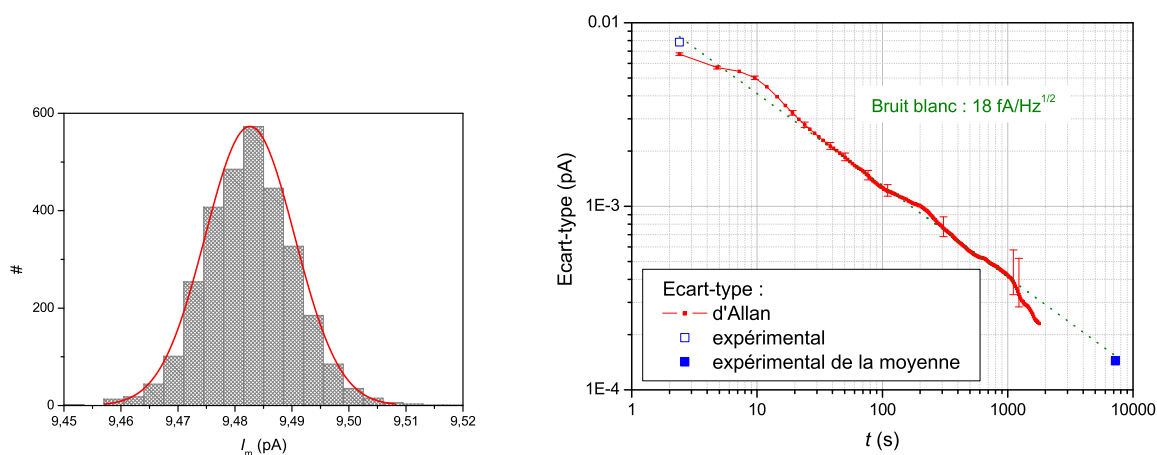 600
400
200
0
#
9,45
9,46
9,47
9,48
9,49
9,50
9,51
9,52
I_m (pA)
0.01
1E-3
1E-4
Ecart-type (pA)
Bruit blanc : 18 fA/Hz^1/2
Ecart-type :
d'Allan
expérimental
expérimental de la moyenne
1
10
100
1000
10000
t (s)